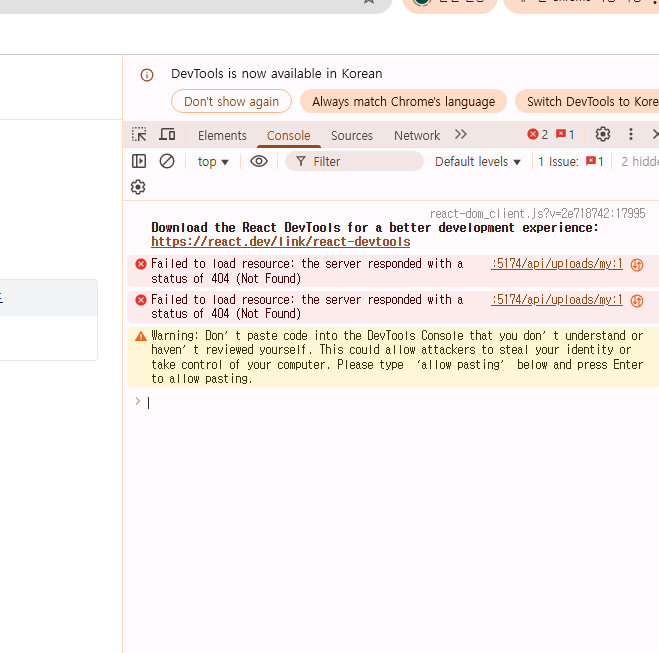 DevTools is now available in Korean
Don't show again
Always match Chrome's language
Switch DevTools to Kore
Elements
Console
Sources
Network
2
1
top
Filter
Default levels
1 Issue:
1
2 hidde
react-dom_client.js?v=2e718742:17995
Download the React DevTools for a better development experience:
https://react.dev/link/react-devtools
Failed to load resource: the server responded with a :5174/api/uploads/my:1
status of 404 (Not Found)
Failed to load resource: the server responded with a :5174/api/uploads/my:1
status of 404 (Not Found)
Warning: Don’t paste code into the DevTools Console that you don’t understand or
haven’t reviewed yourself. This could allow attackers to steal your identity or
take control of your computer. Please type ‘allow pasting’ below and press Enter
to allow pasting.